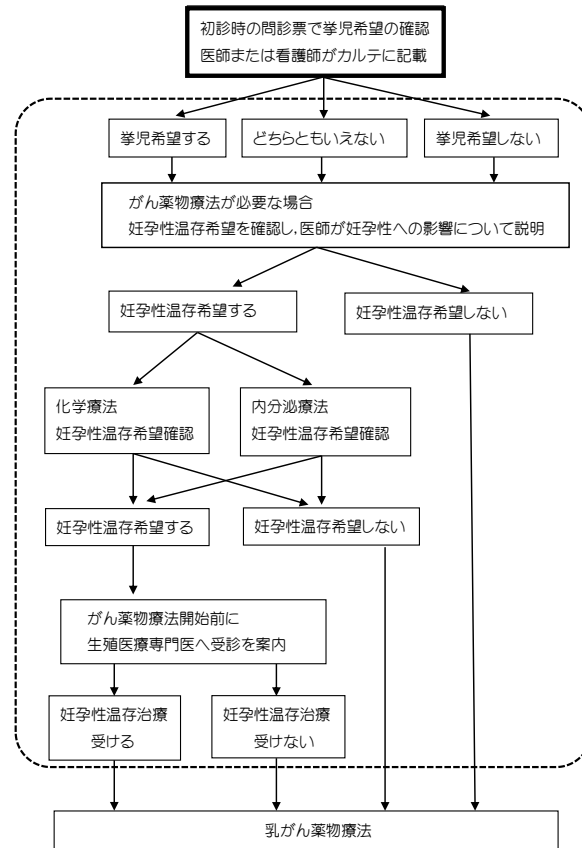 初診時の問診票で挙児希望の確認
医師または看護師がカルテに記載
挙児希望する
どちらともいえない
挙児希望しない
がん薬物療法が必要な場合
妊孕性温存希望を確認し,医師が妊孕性への影響について説明
妊孕性温存希望する
妊孕性温存希望しない
化学療法
妊孕性温存希望確認
内分泌療法
妊孕性温存希望確認
妊孕性温存希望する
妊孕性温存希望しない
がん薬物療法開始前に
生殖医療専門医へ受診を案内
妊孕性温存治療
受ける
妊孕性温存治療
受けない
乳がん薬物療法